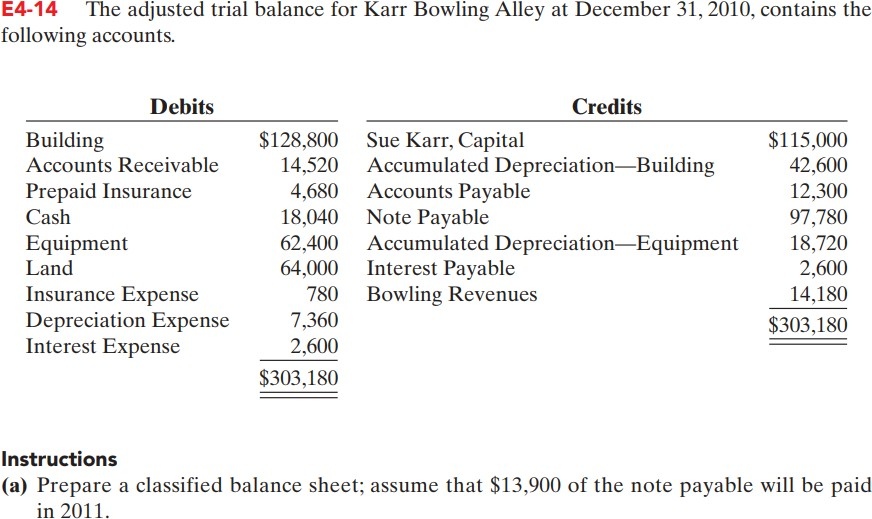 E4-14 The adjusted trial balance for Karr Bowling Alley at December 31, 2010, contains the
following accounts.
Debits Credits
Building $128,800 Sue Karr, Capital $115,000
Accounts Receivable 14,520 Accumulated Depreciation—Building 42,600
Prepaid Insurance 4,680 Accounts Payable 12,300
Cash 18,040 Note Payable 97,780
Equipment 62,400 Accumulated Depreciation—Equipment 18,720
Land 64,000 Interest Payable 2,600
Insurance Expense 780 Bowling Revenues 14,180
Depreciation Expense 7,360 $303,180
Interest Expense 2,600
$303,180
Instructions
(a) Prepare a classified balance sheet; assume that $13,900 of the note payable will be paid
in 2011.